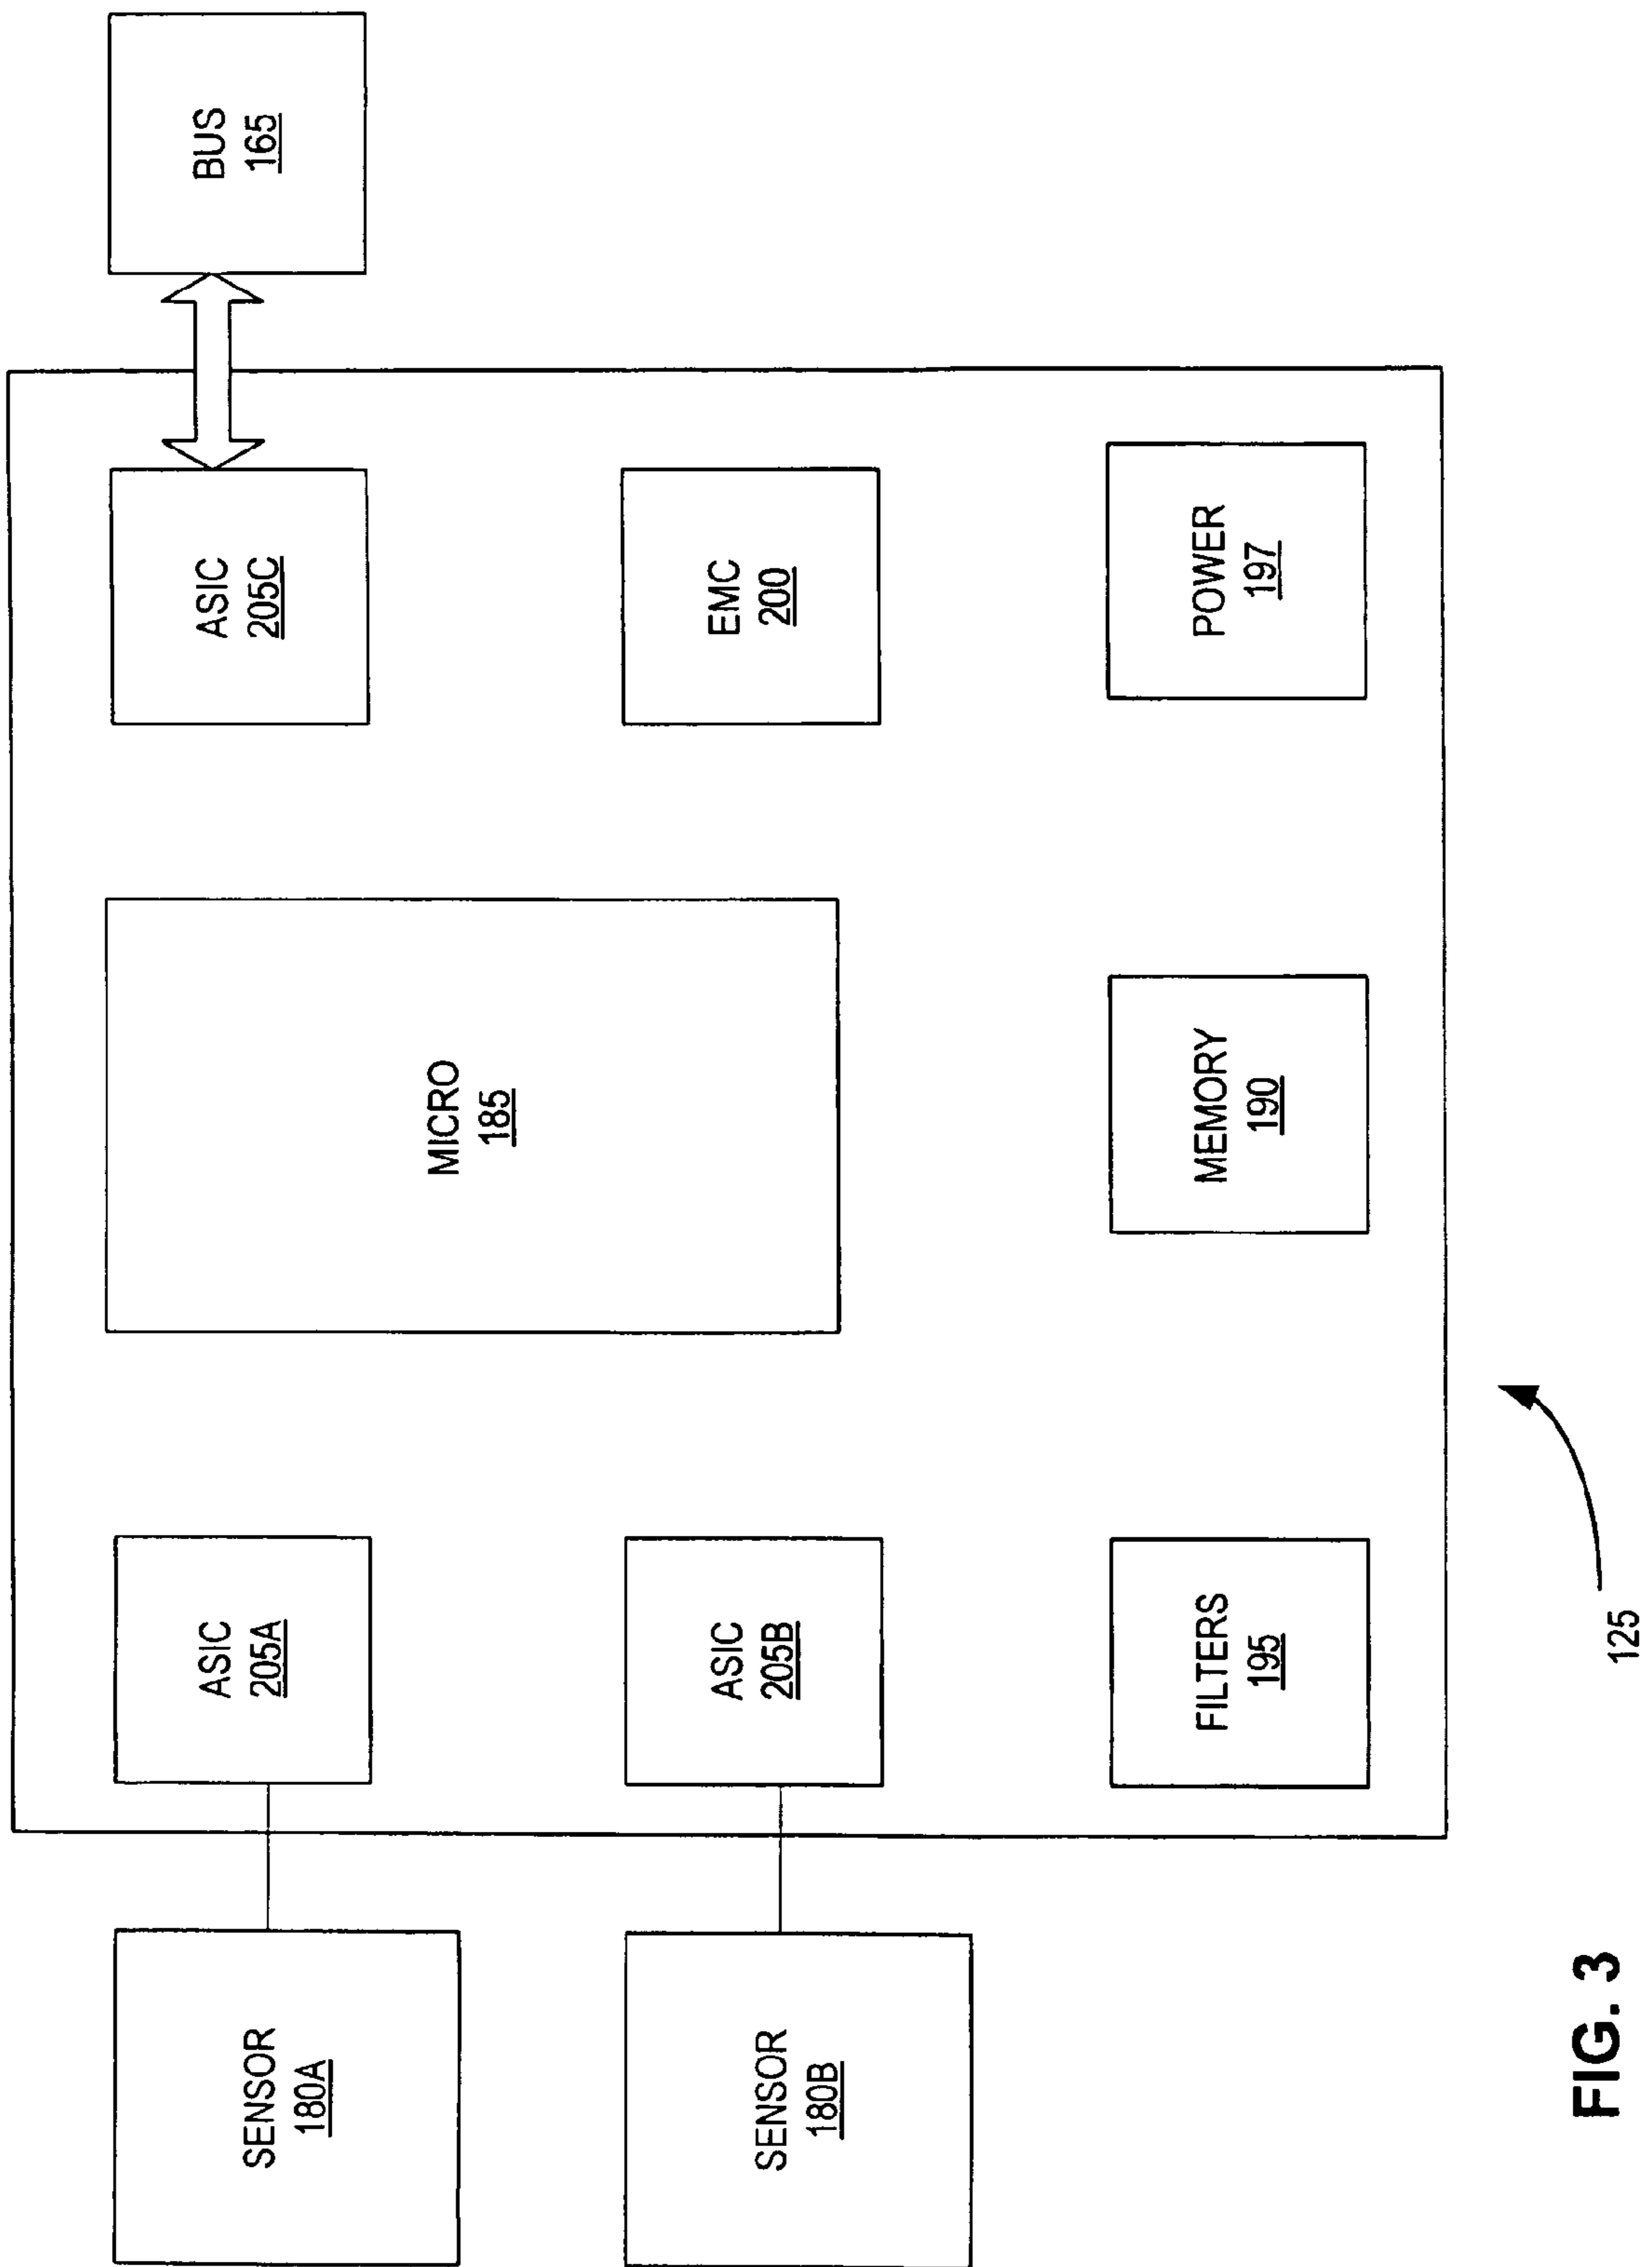 SENSOR
180A
ASIC
205A
MICRO
185
ASIC
205C
BUS
165
SENSOR
180B
ASIC
205B
EMC
200
FILTERS
195
MEMORY
190
POWER
197
125
FIG. 3